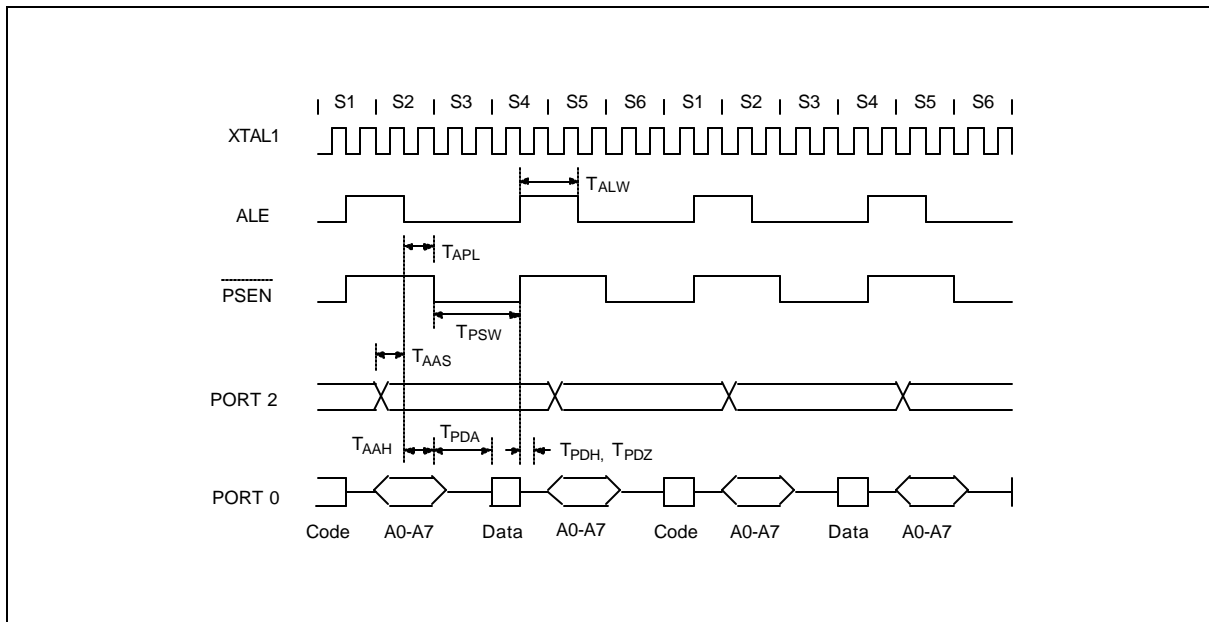 S1 S2 S3 S4 S5 S6 S1 S2 S3 S4 S5 S6
XTAL1
TALW
ALE
TAPL
PSEN
TPSW
TAAS
PORT 2
TAAH TPDA TPDH, TPDZ
PORT 0
Code A0-A7 Data A0-A7 Code A0-A7 Data A0-A7